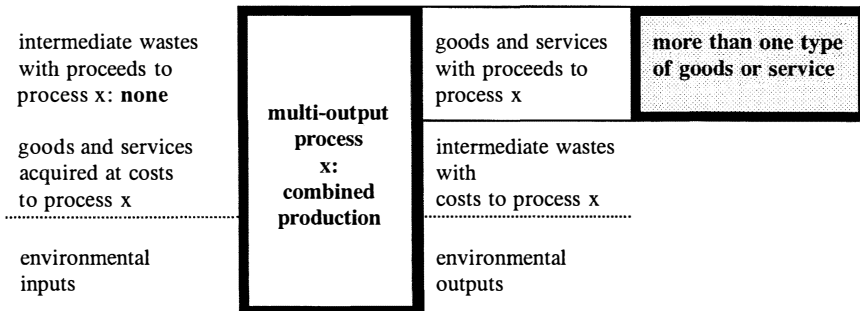 intermediate wastes
with proceeds to
process x: none
goods and services
acquired at costs
to process x
environmental
inputs
multi-output
process
x:
combined
production
goods and services
with proceeds to
process x
intermediate wastes
with
costs to process x
environmental
outputs
more than one type
of goods or service